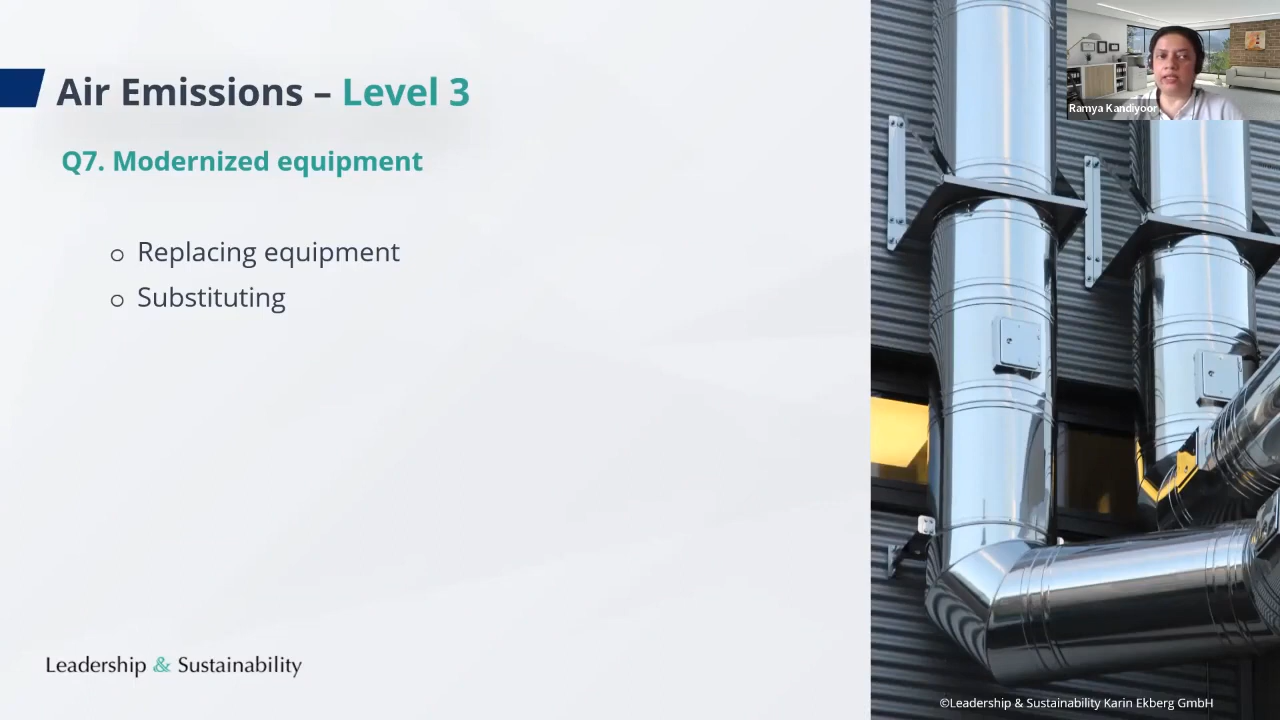 Air Emissions – Level 3
Q7. Modernized equipment
o Replacing equipment
o Substituting
Leadership & Sustainability
Ramya Kandiyoor
©Leadership & Sustainability Karin Ekberg GmbH